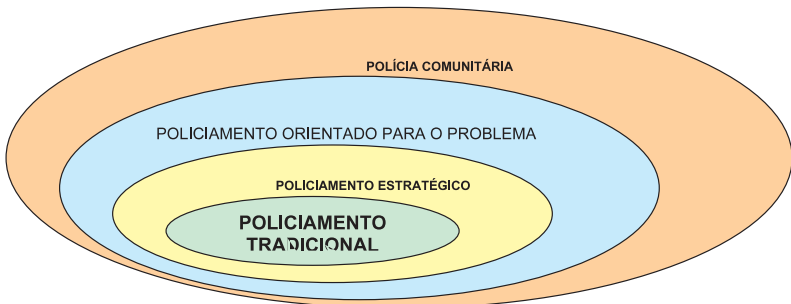 POLÍCIA COMUNITÁRIA
POLICIAMENTO ORIENTADO PARA O PROBLEMA
POLICIAMENTO ESTRATÉGICO
POLICIAMENTO
TRADICIONAL